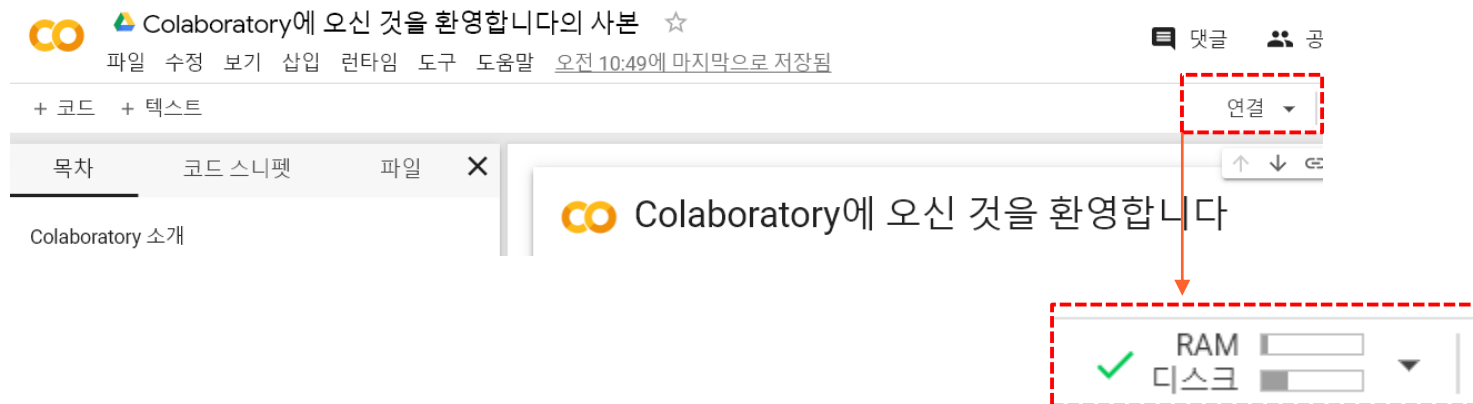 Colaboratory에 오신 것을 환영합니다의 사본
댓글 공
파일 수정 보기 삽입 런타임 도구 도움말 오전 10:49에 마지막으로 저장됨
+ 코드 + 텍스트
연결
목차 코드 스니펫 파일
Colaboratory에 오신 것을 환영합니다
Colaboratory 소개
RAM
디스크